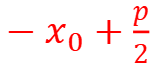 − x₀ + p/2